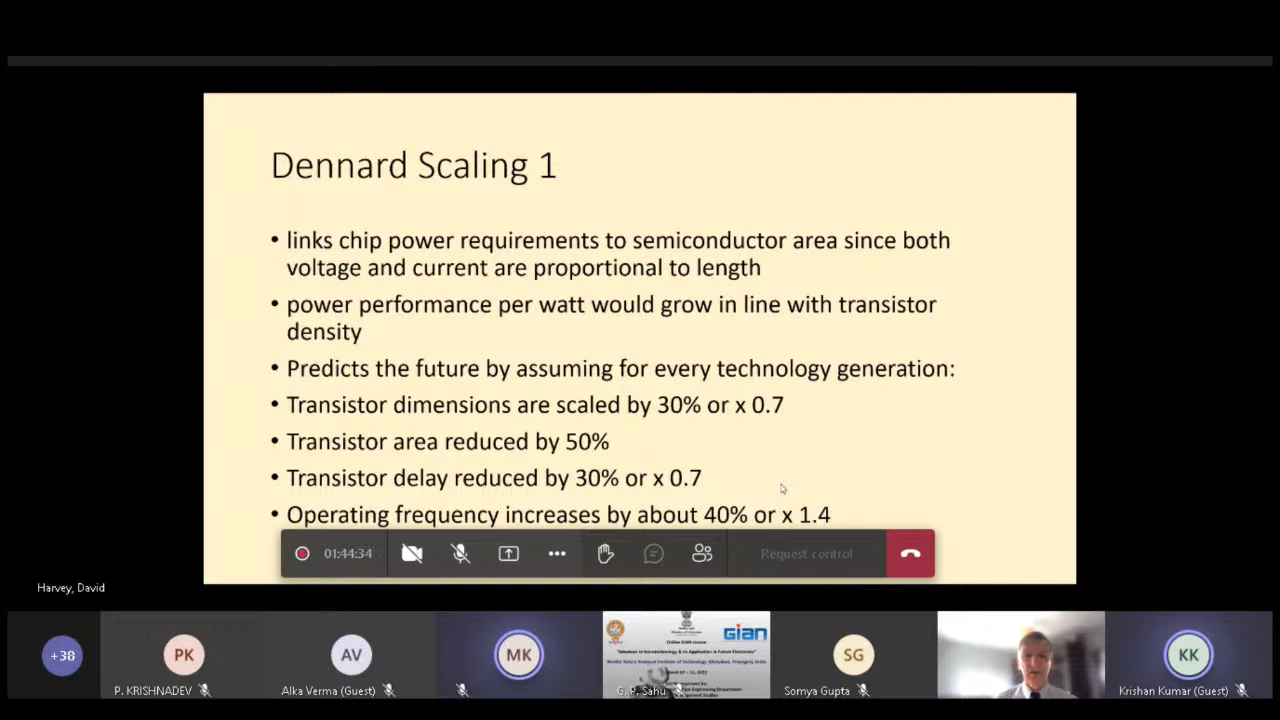 Dennard Scaling 1
• links chip power requirements to semiconductor area since both
voltage and current are proportional to length
• power performance per watt would grow in line with transistor
density
• Predicts the future by assuming for every technology generation:
• Transistor dimensions are scaled by 30% or x 0.7
• Transistor area reduced by 50%
• Transistor delay reduced by 30% or x 0.7
• Operating frequency increases by about 40% or x 1.4
01:44:34
Request control
Harvey, David
+38
PK
AV
MK
GIAN
Online GIAN course
SG
KK
P. KRISHNADEV
Alka Verma (Guest)
G. P. Sahu
Somya Gupta
Krishan Kumar (Guest)